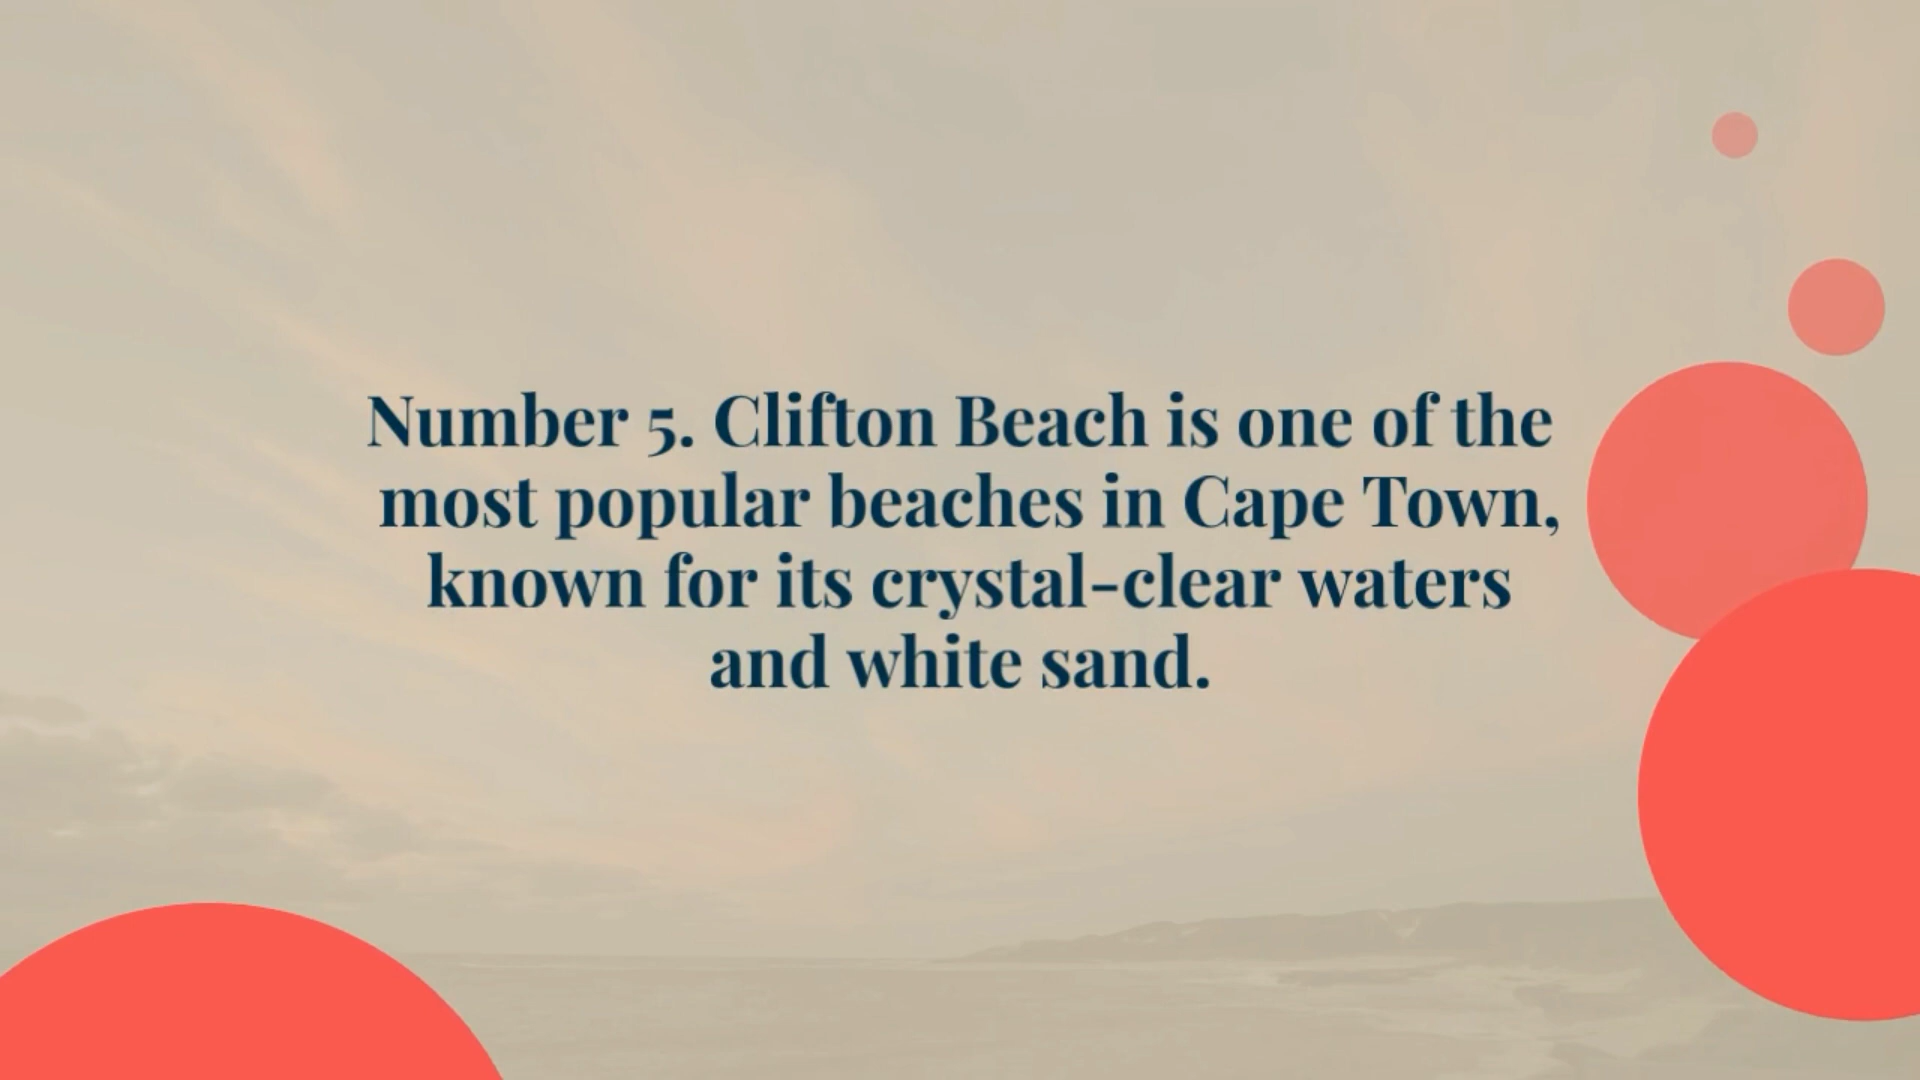 Number 5. Clifton Beach is one of the
most popular beaches in Cape Town,
known for its crystal-clear waters
and white sand.